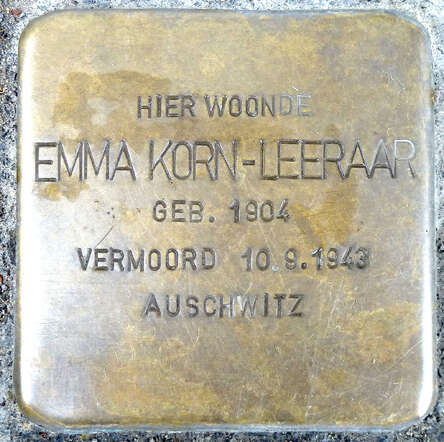 HIER WOONDE
EMMA KORN-LEERAAR
GEB. 1904
VERMOORD 10.9.1943
AUSCHWITZ